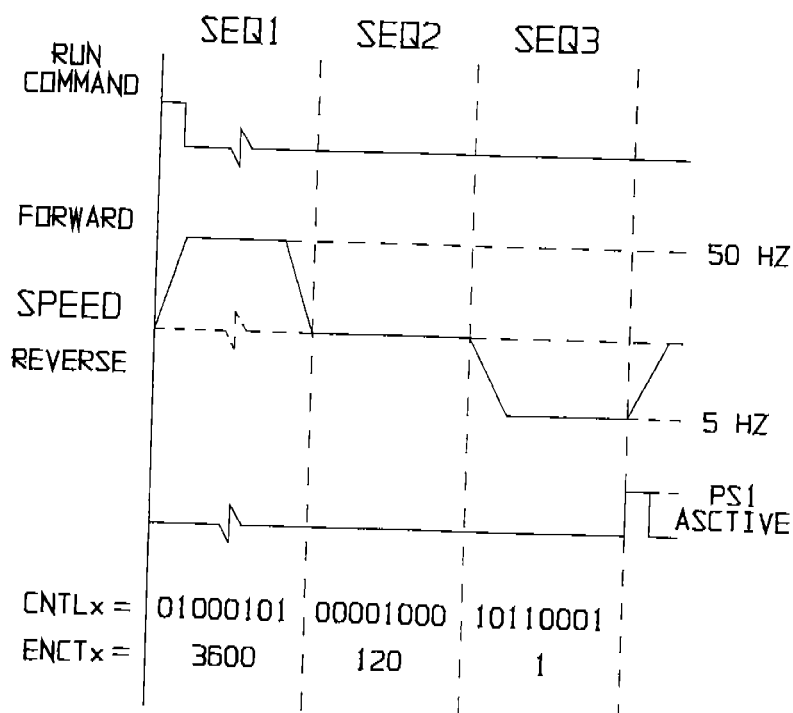 SEQ1 SEQ2 SEQ3
RUN
COMMAND
FORWARD
50 HZ
SPEED
REVERSE
5 HZ
PS1
ASCTIVE
CNTLx = 01000101 00001000 10110001
ENCTx = 3600 120 1